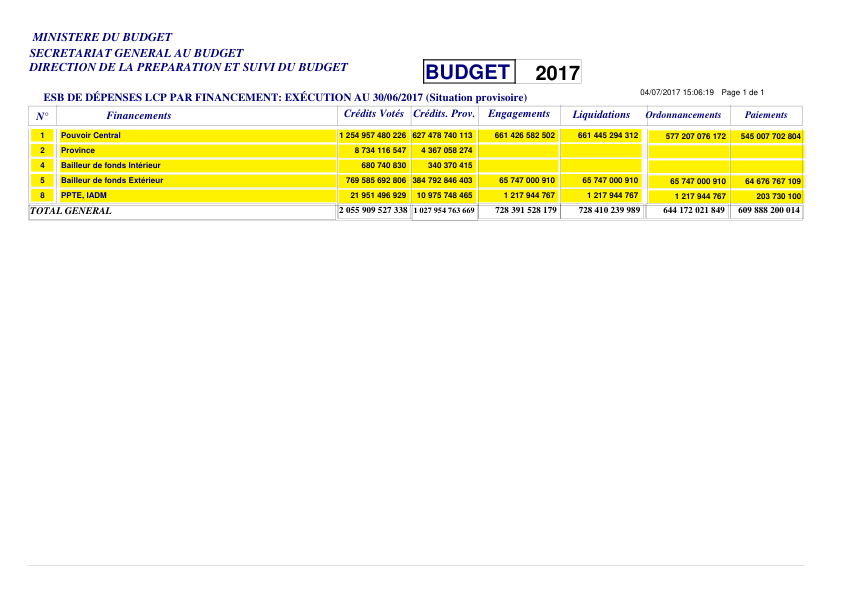 MINISTERE DU BUDGET
SECRETARIAT GENERAL AU BUDGET
DIRECTION DE LA PREPARATION ET SUIVI DU BUDGET
BUDGET 2017
04/07/2017 15:06:19 Page 1 de 1
ESB DE DÉPENSES LCP PAR FINANCEMENT: EXÉCUTION AU 30/06/2017 (Situation provisoire)
N° Financements Crédits Votés Crédits. Prov. Engagements Liquidations Ordonnancements Paiements
1 Pouvoir Central 1 254 957 480 226 627 478 740 113 661 426 582 502 661 445 294 312 577 207 076 172 545 007 702 804
2 Province 8 734 116 547 4 367 058 274
4 Bailleur de fonds Intérieur 680 740 830 340 370 415
5 Bailleur de fonds Extérieur 769 585 692 806 384 792 846 403 65 747 000 910 65 747 000 910 65 747 000 910 64 676 767 109
8 PPTE, IADM 21 951 496 929 10 975 748 465 1 217 944 767 1 217 944 767 1 217 944 767 203 730 100
TOTAL GENERAL 2 055 909 527 338 1 027 954 763 669 728 391 528 179 728 410 239 989 644 172 021 849 609 888 200 014